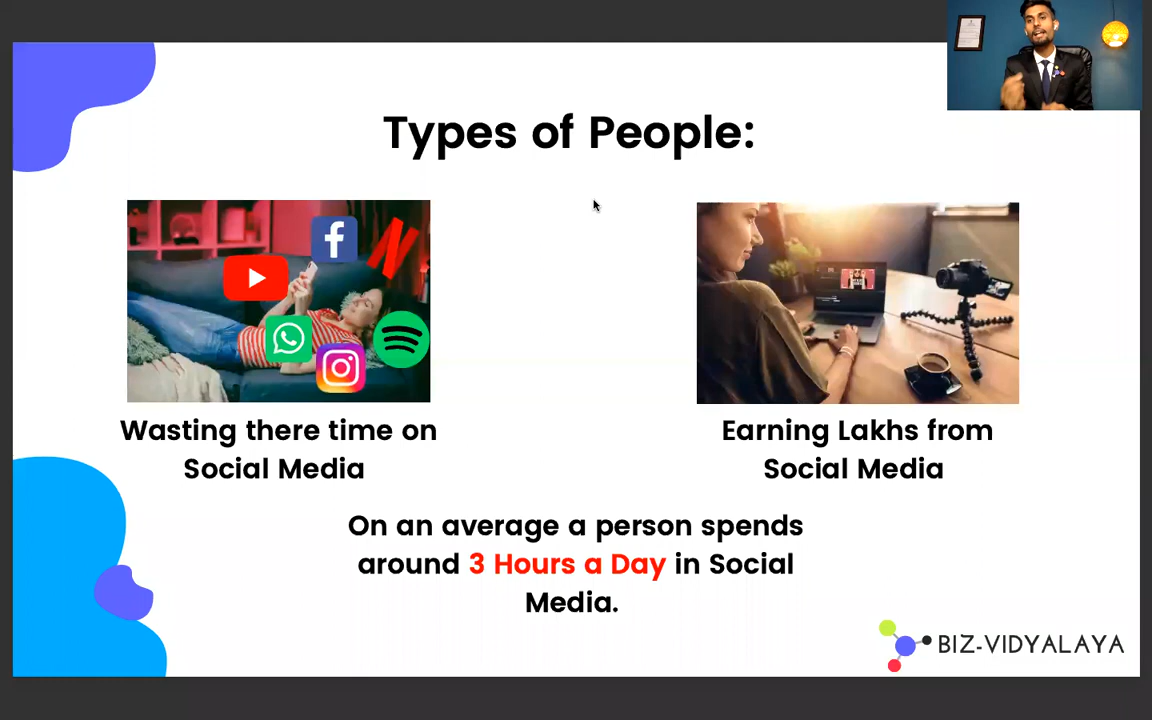 Types of People:
Wasting there time on
Social Media
Earning Lakhs from
Social Media
On an average a person spends
around 3 Hours a Day in Social
Media.
BIZ-VIDYALAYA